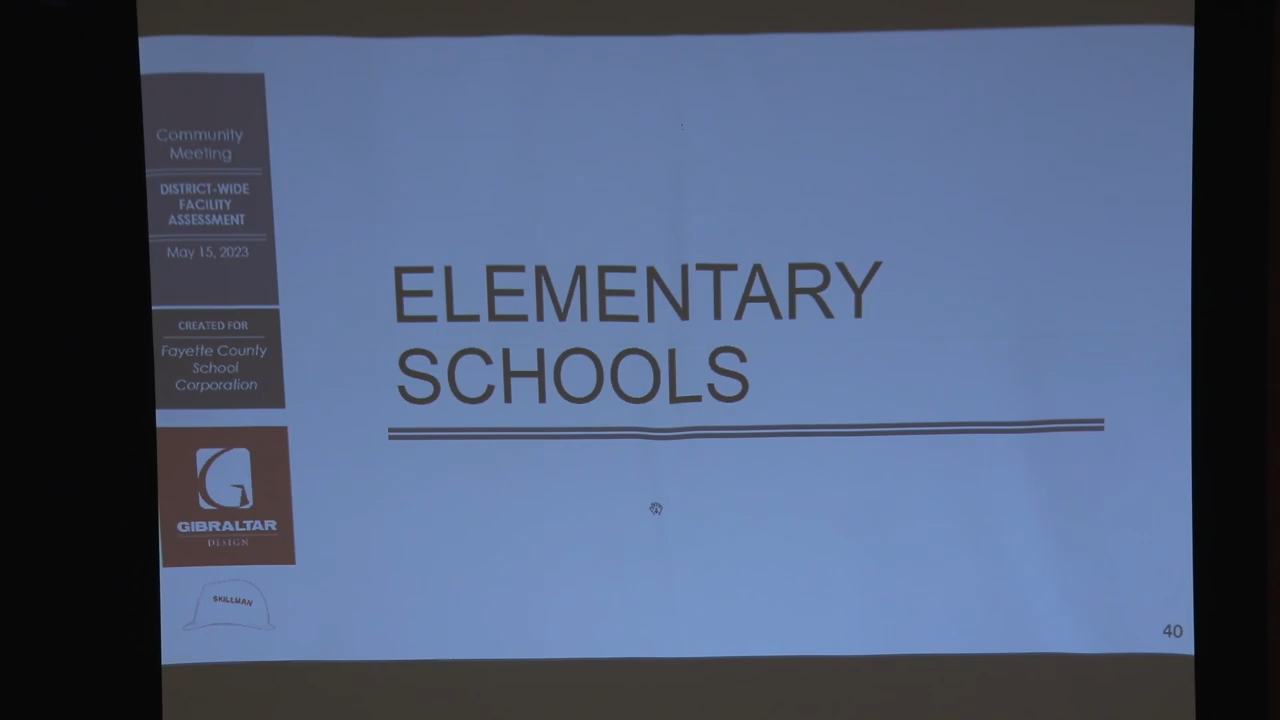 Community
Meeting
DISTRICT-WIDE
FACILITY
ASSESSMENT
May 15, 2023
CREATED FOR
Fayette County
School
Corporation
GIBRALTAR
DESIGN
SKILLMAN
ELEMENTARY
SCHOOLS
40